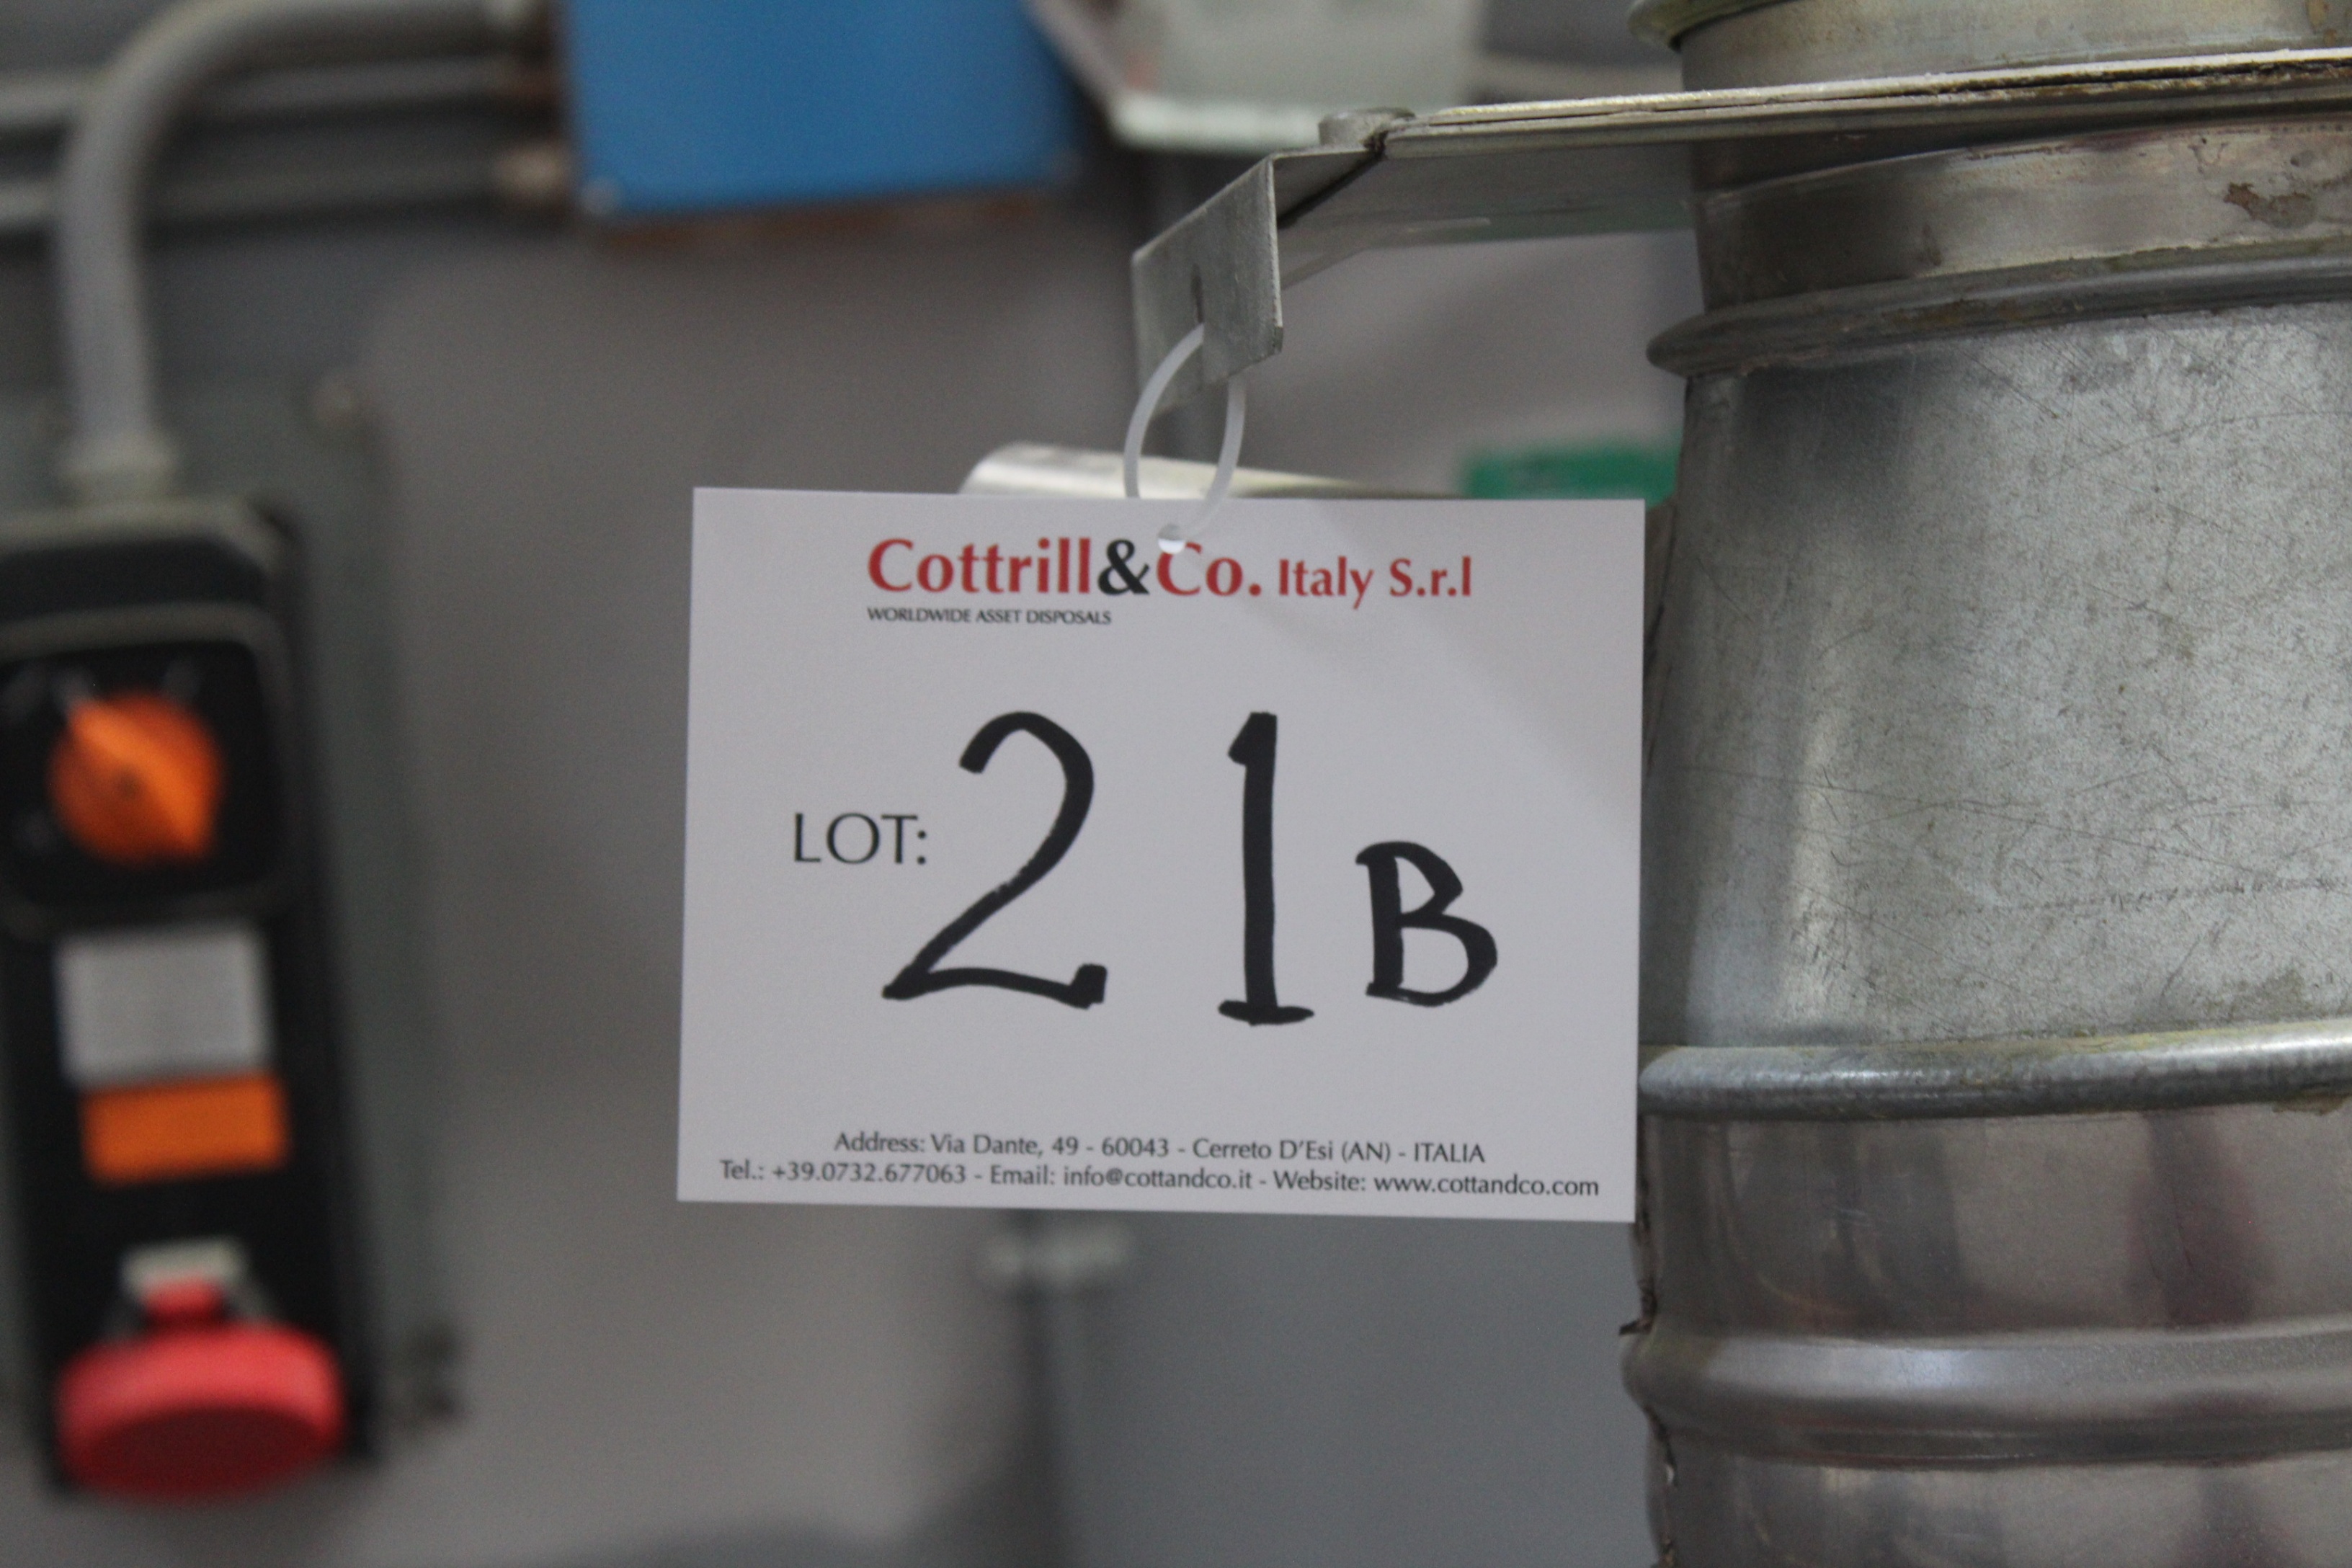 Cottrill&Co. Italy S.r.l
WORLDWIDE ASSET DISPOSALS
LOT: 21B
Address: Via Dante, 49 - 60043 - Cerreto D'Esi (AN) - ITALIA
Tel.: +39.0732.677063 - Email: info@cottandco.it - Website: www.cottandco.com